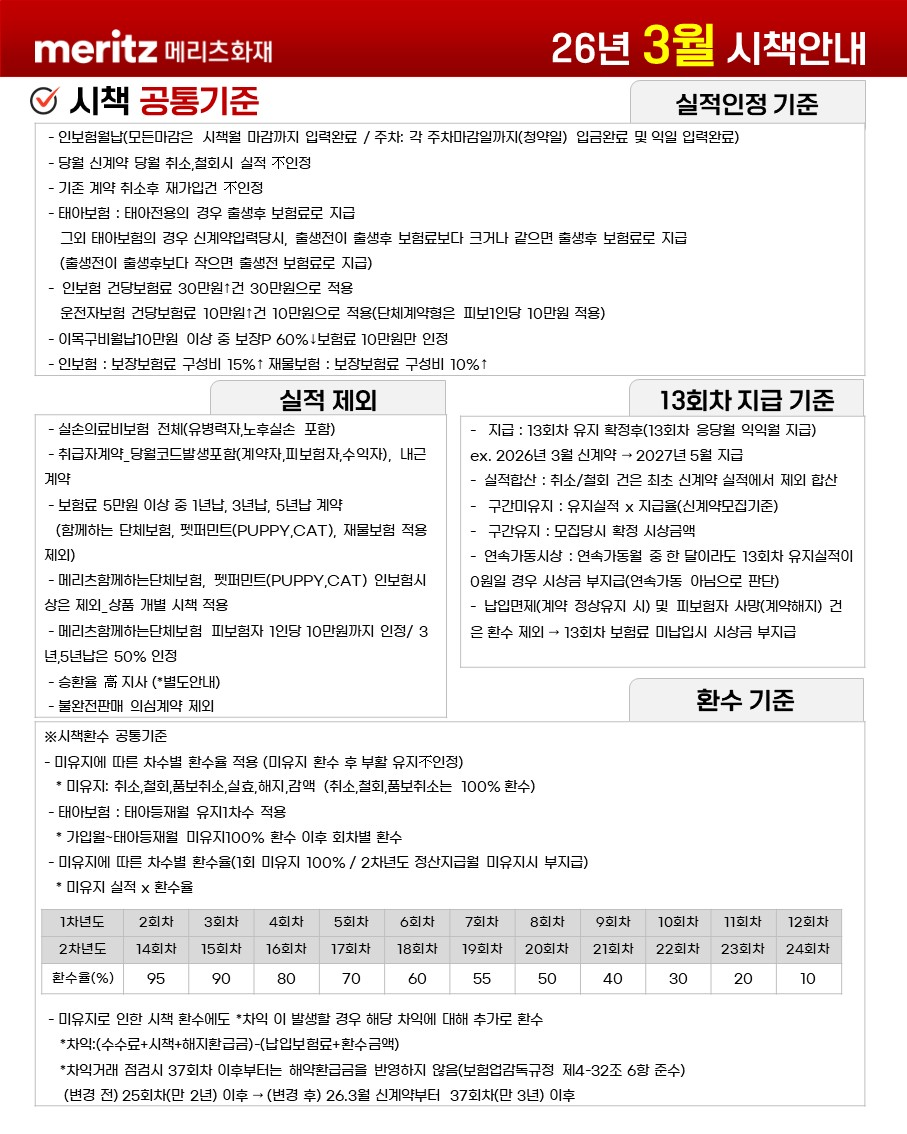 meritz 메리츠화재
26년 3월 시책안내
시책 공통기준
실적인정 기준
- 인보험월납(모든마감은 시책월 마감까지 입력완료 / 주차: 각 주차마감일까지(청약일) 입금완료 및 익일 입력완료)
- 당월 신계약 당월 취소,철회시 실적 不인정
- 기존 계약 취소후 재가입건 不인정
- 태아보험 : 태아전용의 경우 출생후 보험료로 지급
그외 태아보험의 경우 신계약입력당시, 출생전이 출생후 보험료보다 크거나 같으면 출생후 보험료로 지급
(출생전이 출생후보다 작으면 출생전 보험료로 지급)
- 인보험 건당보험료 30만원↑건 30만원으로 적용
운전자보험 건당보험료 10만원↑건 10만원으로 적용(단체계약형은 피보1인당 10만원 적용)
- 이목구비월납10만원 이상 중 보장P 60%↓보험료 10만원만 인정
- 인보험 : 보장보험료 구성비 15%↑ 재물보험 : 보장보험료 구성비 10%↑
실적 제외
- 실손의료비보험 전체(유병력자,노후실손 포함)
- 취급자계약_당월코드발생포함(계약자,피보험자,수익자), 내근
계약
- 보험료 5만원 이상 중 1년납, 3년납, 5년납 계약
(함께하는 단체보험, 펫퍼민트(PUPPY,CAT), 재물보험 적용
제외)
- 메리츠함께하는단체보험, 펫퍼민트(PUPPY,CAT) 인보험시
상은 제외_상품 개별 시책 적용
- 메리츠함께하는단체보험 피보험자 1인당 10만원까지 인정/ 3
년,5년납은 50% 인정
- 승환율 高 지사 (*별도안내)
- 불완전판매 의심계약 제외
13회차 지급 기준
- 지급 : 13회차 유지 확정후(13회차 응당월 익익월 지급)
ex. 2026년 3월 신계약 → 2027년 5월 지급
- 실적합산 : 취소/철회 건은 최초 신계약 실적에서 제외 합산
- 구간미유지 : 유지실적 x 지급율(신계약모집기준)
- 구간유지 : 모집당시 확정 시상금액
- 연속가동시상 : 연속가동월 중 한 달이라도 13회차 유지실적이
0원일 경우 시상금 부지급(연속가동 아님으로 판단)
- 납입면제(계약 정상유지 시) 및 피보험자 사망(계약해지) 건
은 환수 제외 → 13회차 보험료 미납입시 시상금 부지급
환수 기준
※시책환수 공통기준
- 미유지에 따른 차수별 환수율 적용 (미유지 환수 후 부활 유지不인정)
* 미유지: 취소,철회,품보취소,실효,해지,감액 (취소,철회,품보취소는 100% 환수)
- 태아보험 : 태아등재월 유지1차수 적용
* 가입월~태아등재월 미유지100% 환수 이후 회차별 환수
- 미유지에 따른 차수별 환수율(1회 미유지 100% / 2차년도 정산지급월 미유지시 부지급)
* 미유지 실적 x 환수율
1차년도 2회차 3회차 4회차 5회차 6회차 7회차 8회차 9회차 10회차 11회차 12회차
2차년도 14회차 15회차 16회차 17회차 18회차 19회차 20회차 21회차 22회차 23회차 24회차
환수율(%) 95 90 80 70 60 55 50 40 30 20 10
- 미유지로 인한 시책 환수에도 *차익 이 발생할 경우 해당 차익에 대해 추가로 환수
*차익:(수수료+시책+해지환급금)-(납입보험료+환수금액)
*차익거래 점검시 37회차 이후부터는 해약환급금을 반영하지 않음(보험업감독규정 제4-32조 6항 준수)
(변경 전) 25회차(만 2년) 이후 → (변경 후) 26.3월 신계약부터 37회차(만 3년) 이후